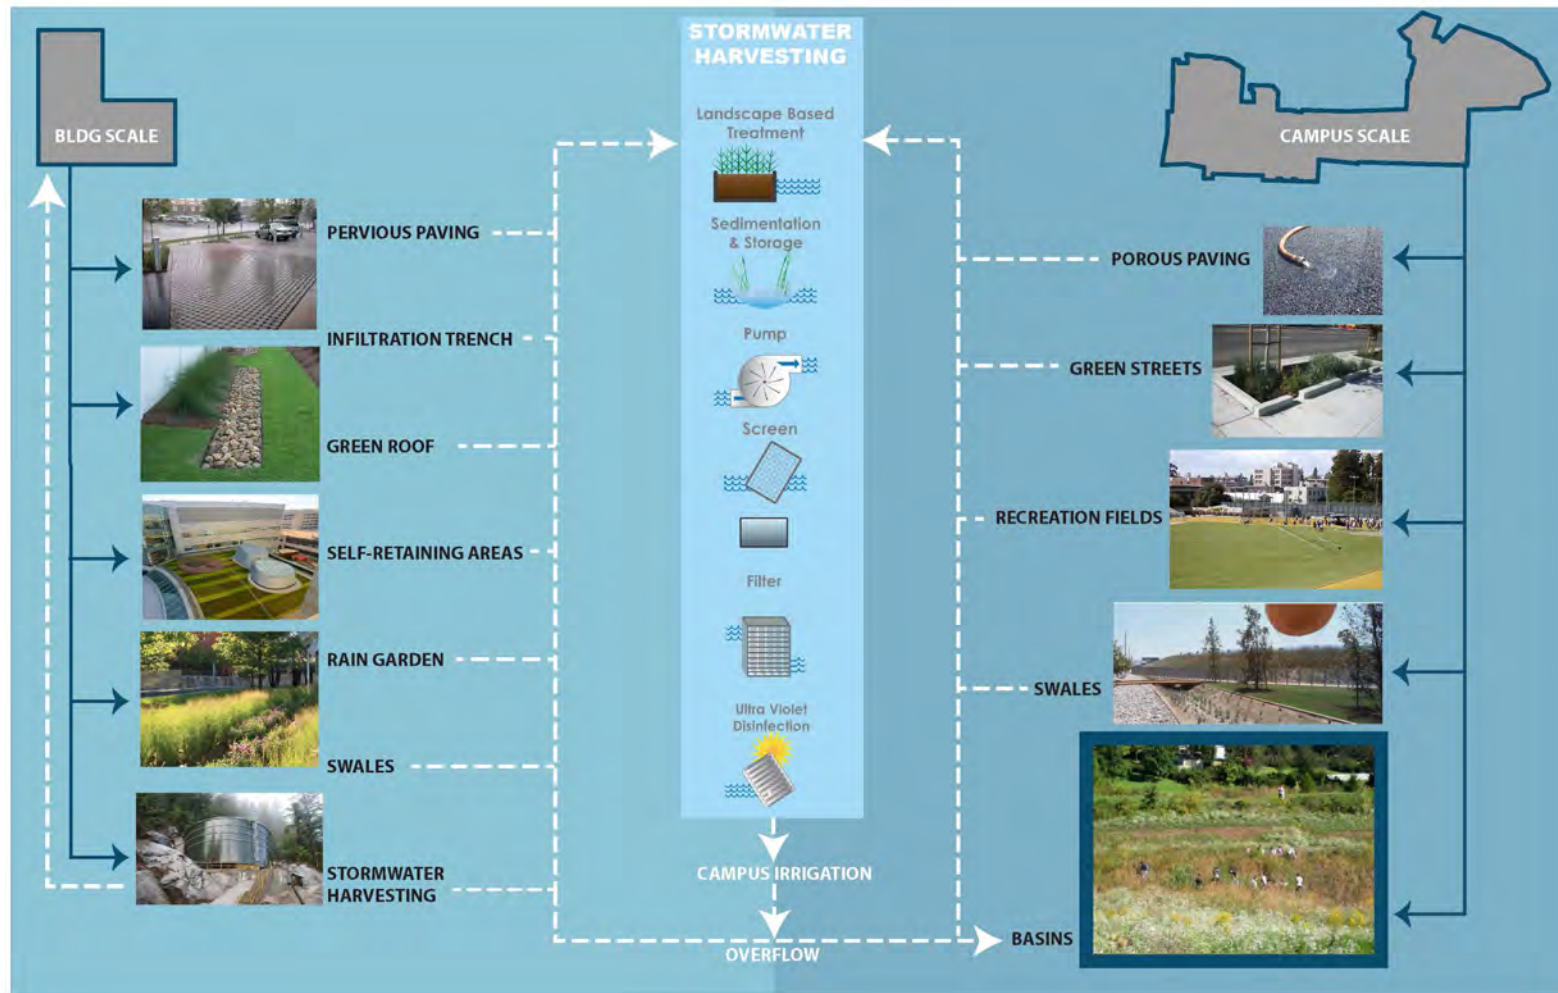 STORMWATER
HARVESTING
BLDG SCALE
CAMPUS SCALE
Landscape Based
Treatment
Sedimentation
& Storage
Pump
Screen
Filter
Ultra Violet
Disinfection
PERVIOUS PAVING
INFILTRATION TRENCH
GREEN ROOF
SELF-RETAINING AREAS
RAIN GARDEN
SWALES
STORMWATER
HARVESTING
POROUS PAVING
GREEN STREETS
RECREATION FIELDS
SWALES
BASINS
CAMPUS IRRIGATION
OVERFLOW